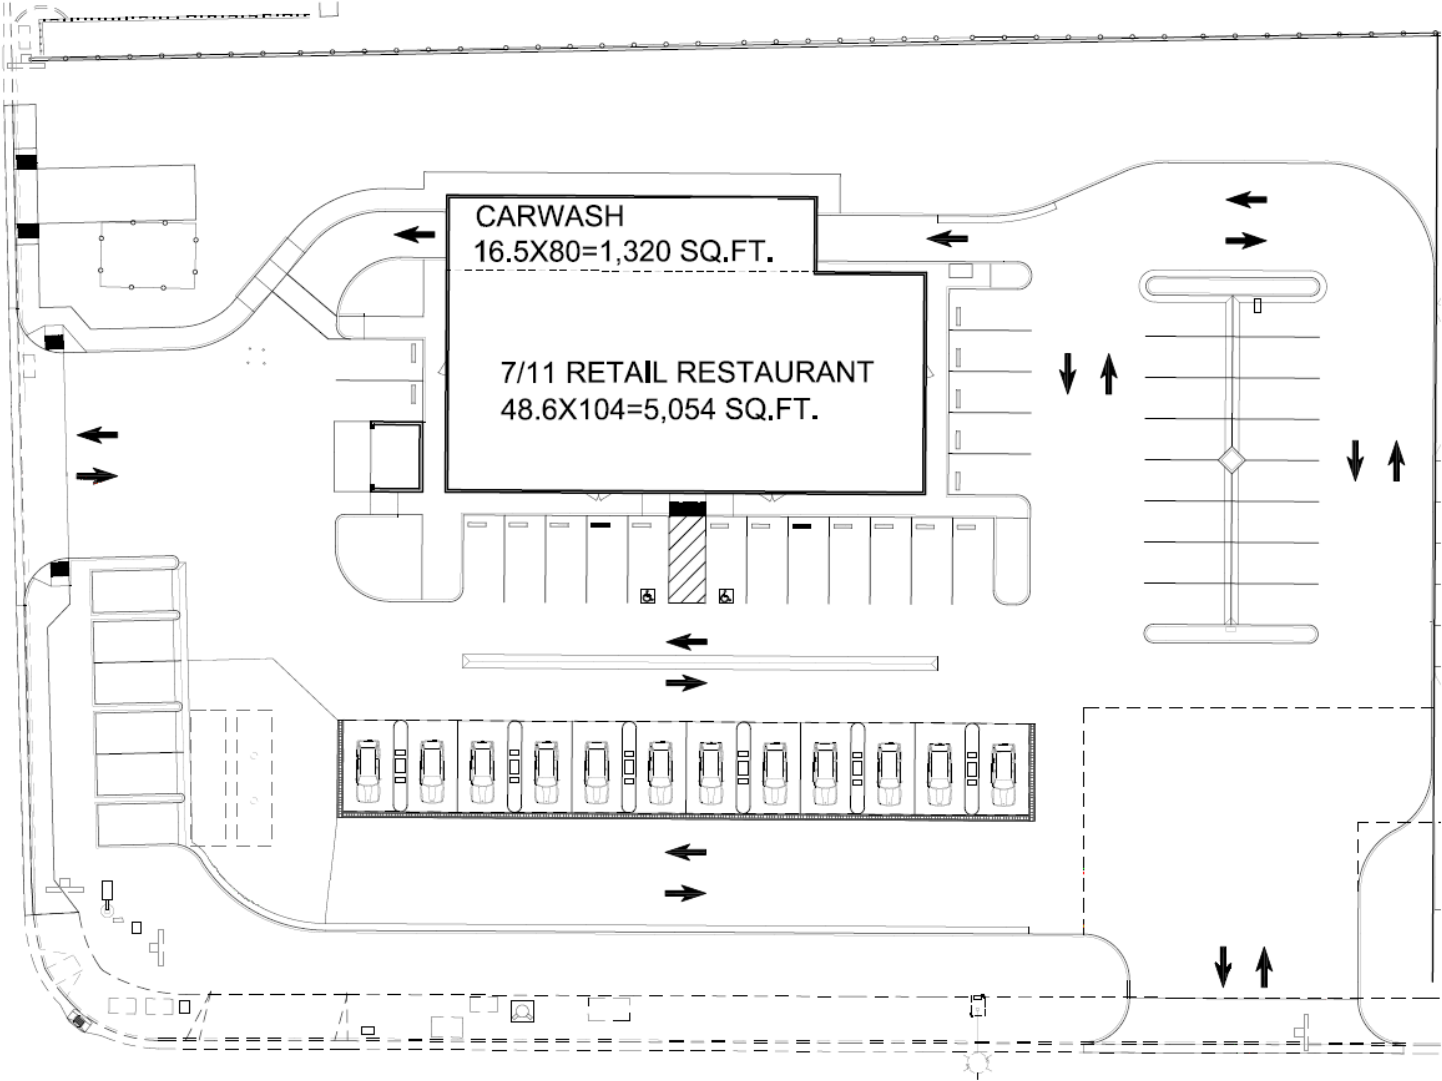 CARWASH
16.5X80=1,320 SQ.FT.
7/11 RETAIL RESTAURANT
48.6X104=5,054 SQ.FT.